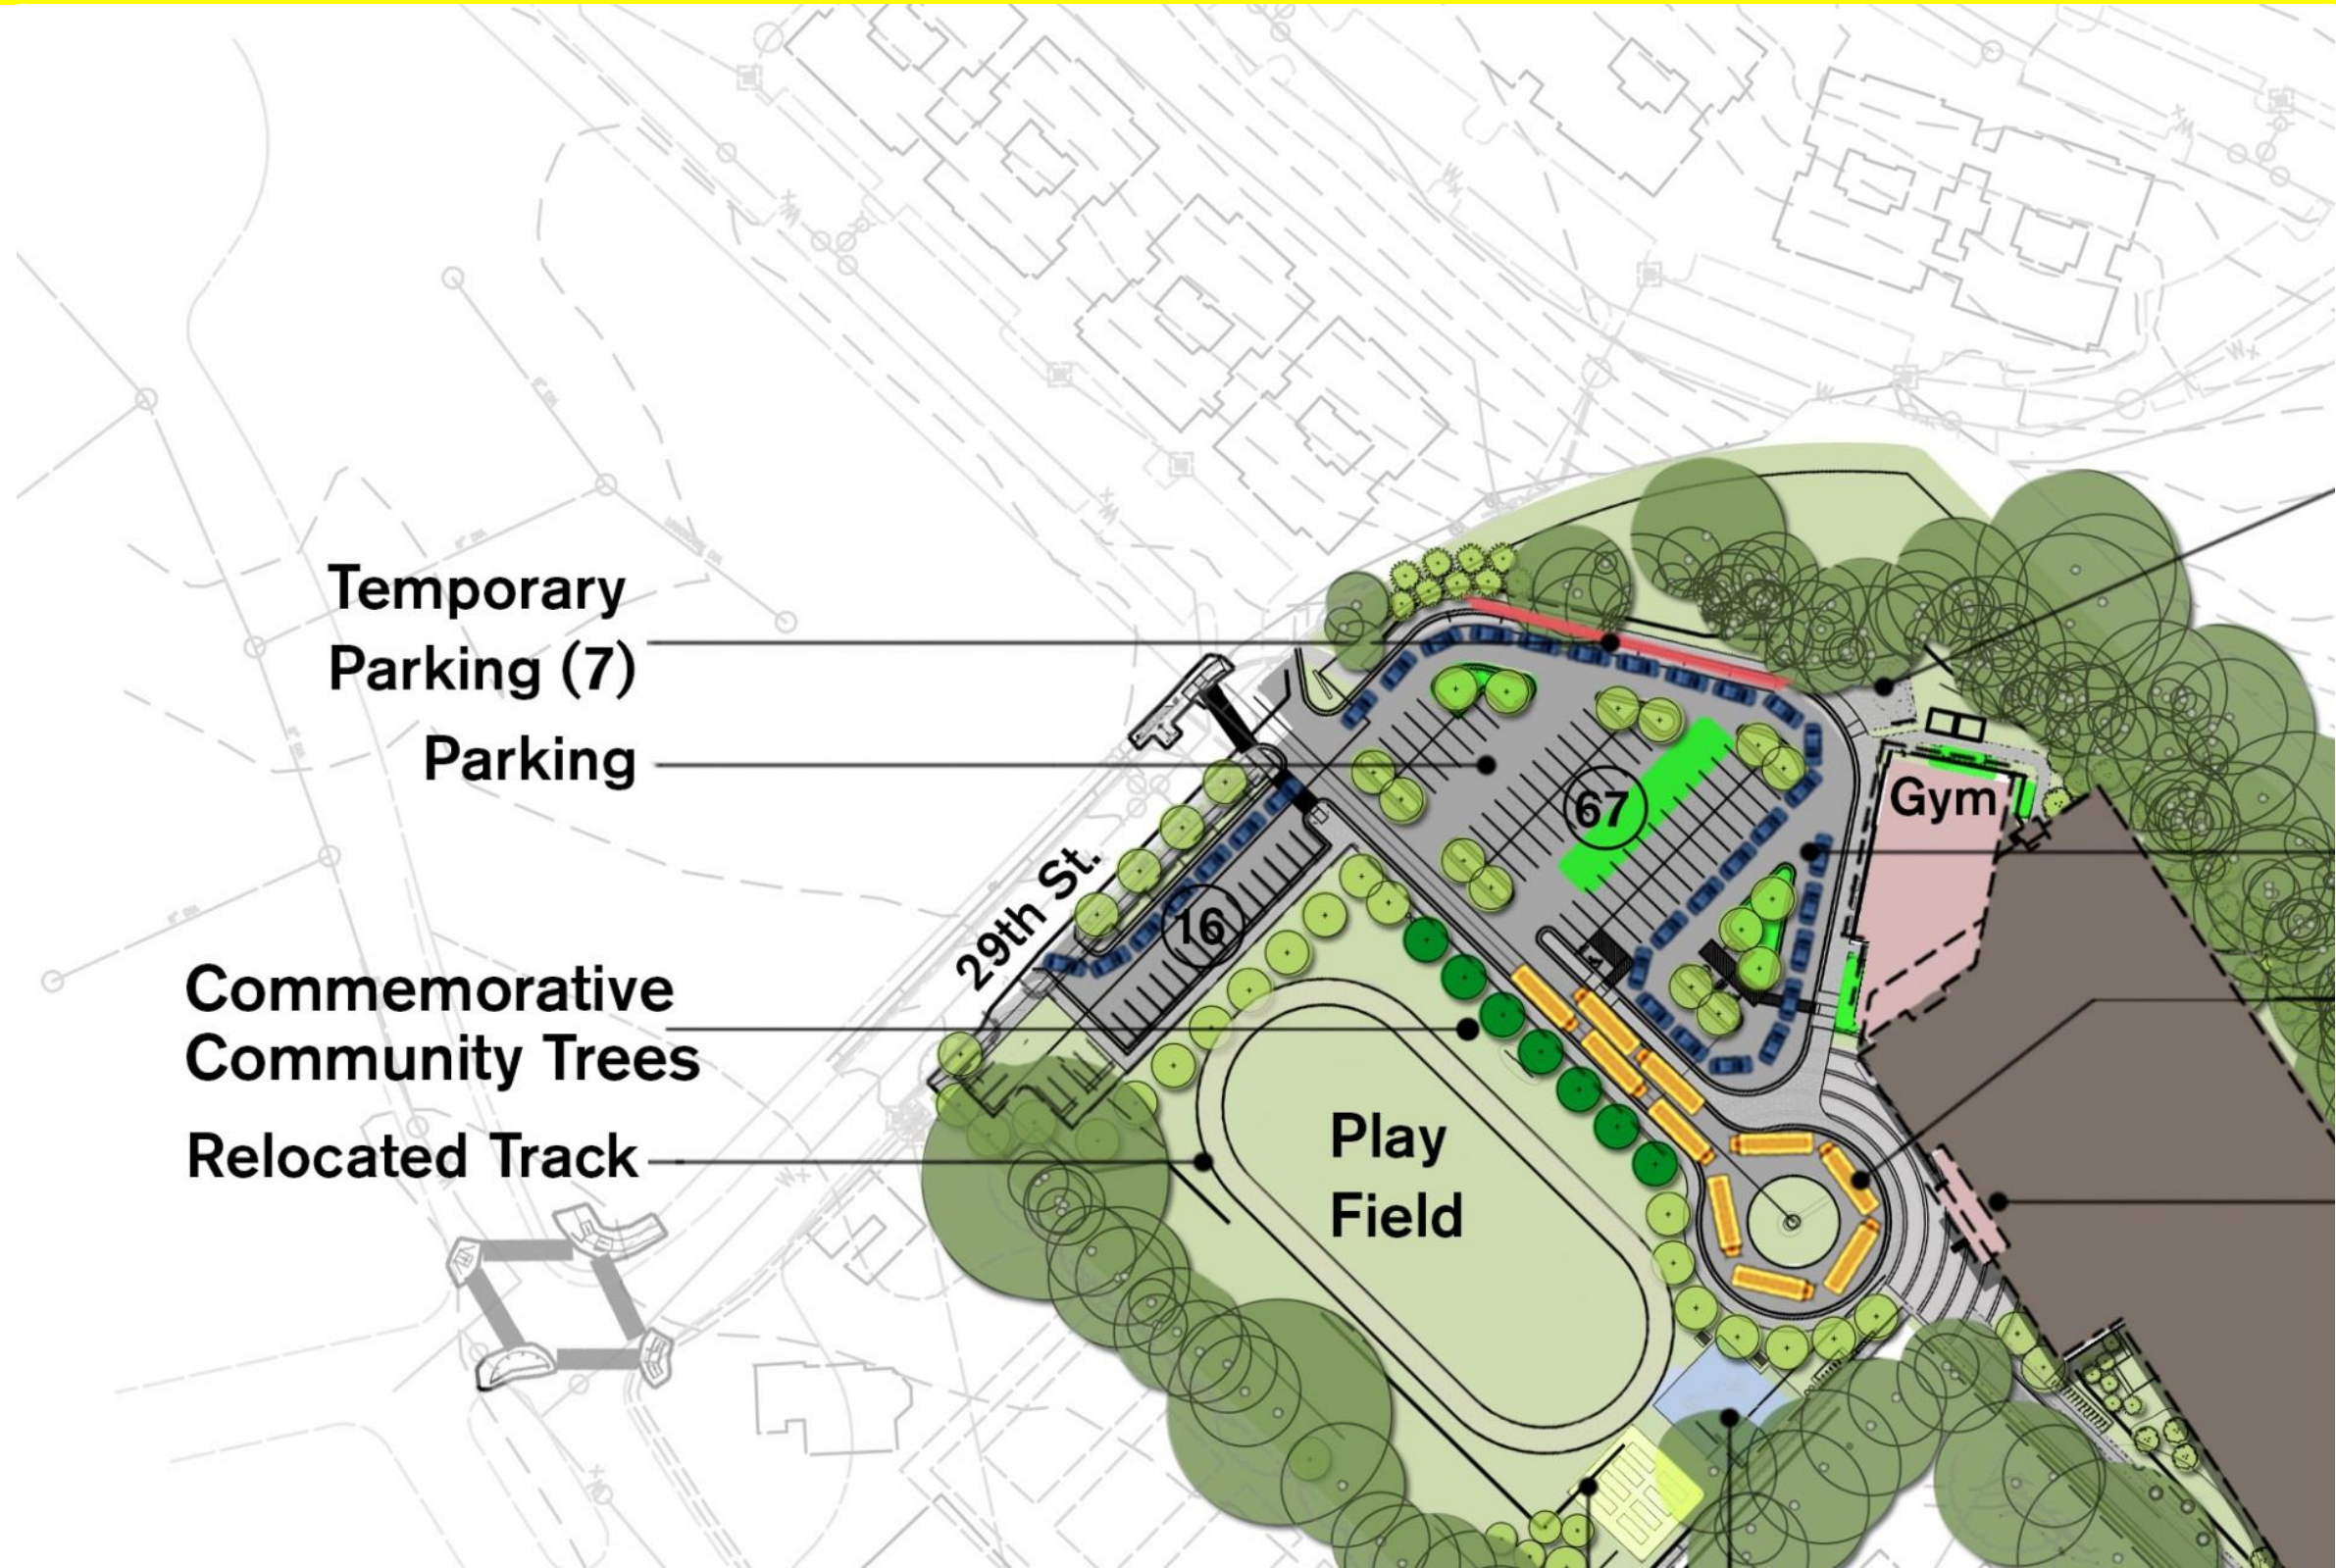 Temporary
Parking (7)
Parking
67
Gym
29th St.
16
Commemorative
Community Trees
Relocated Track
Play
Field